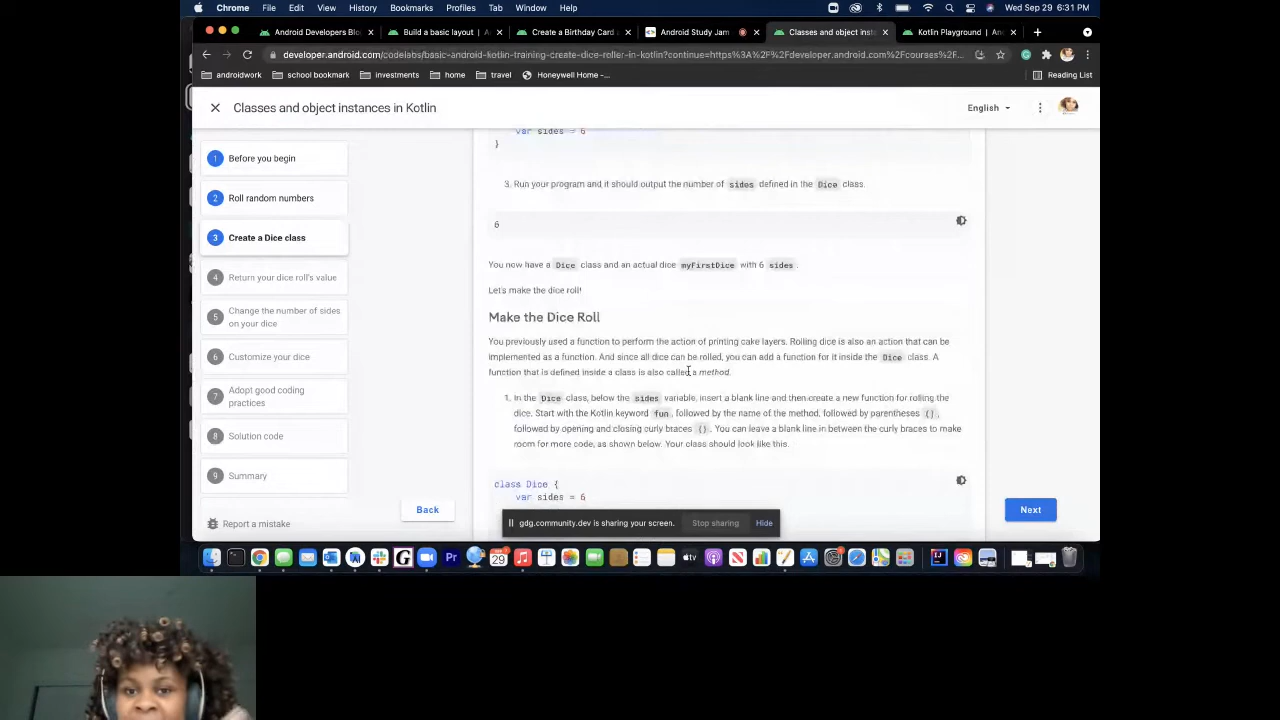 Chrome File Edit View History Bookmarks Profiles Tab Window Help Wed Sep 29 6:31 PM
Android Developers Blo Build a basic layout | A Create a Birthday Card a Android Study Jam Classes and object insta Kotlin Playground | And
developer.android.com/codelabs/basic-android-kotlin-training-create-dice-roller-in-kotlin?continue=https%3A%2F%2Fdeveloper.android.com%2Fcourses%2F...
androidwork school bookmark investments home travel Honeywell Home -... Reading List
Classes and object instances in Kotlin English
1 Before you begin
2 Roll random numbers
3 Create a Dice class
4 Return your dice roll's value
5 Change the number of sides
on your dice
6 Customize your dice
7 Adopt good coding
practices
8 Solution code
9 Summary
Report a mistake
var sides = 6
}
3. Run your program and it should output the number of sides defined in the Dice class.
6
You now have a Dice class and an actual dice myFirstDice with 6 sides.
Let's make the dice roll!
Make the Dice Roll
You previously used a function to perform the action of printing cake layers. Rolling dice is also an action that can be
implemented as a function. And since all dice can be rolled, you can add a function for it inside the Dice class. A
function that is defined inside a class is also called a method.
1. In the Dice class, below the sides variable, insert a blank line and then create a new function for rolling the
dice. Start with the Kotlin keyword fun, followed by the name of the method, followed by parentheses (),
followed by opening and closing curly braces {}. You can leave a blank line in between the curly braces to make
room for more code, as shown below. Your class should look like this.
class Dice {
var sides = 6
Back
Next
gdg.community.dev is sharing your screen. Stop sharing Hide